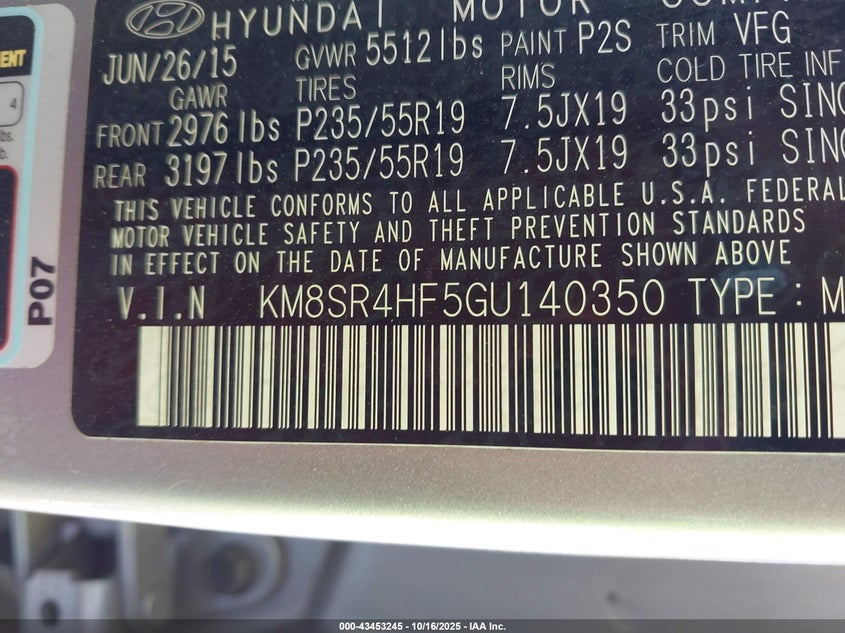 HYUNDAI MOTOR
JUN/26/15 GVWR 5512 lbs PAINT P2S TRIM VFG
GAWR TIRES RIMS COLD TIRE INF
FRONT 2976 lbs P235/55R19 7.5JX19 33psi
REAR 3197 lbs P235/55R19 7.5JX19 33psi
THIS VEHICLE CONFORMS TO ALL APPLICABLE U.S.A. FEDERAL
MOTOR VEHICLE SAFETY AND THEFT PREVENTION STANDARDS
IN EFFECT ON THE DATE OF MANUFACTURE SHOWN ABOVE
V.I.N KM8SR4HF5GU140350 TYPE : M
P07
4
000-43453245 - 10/16/2025 - IAA Inc.